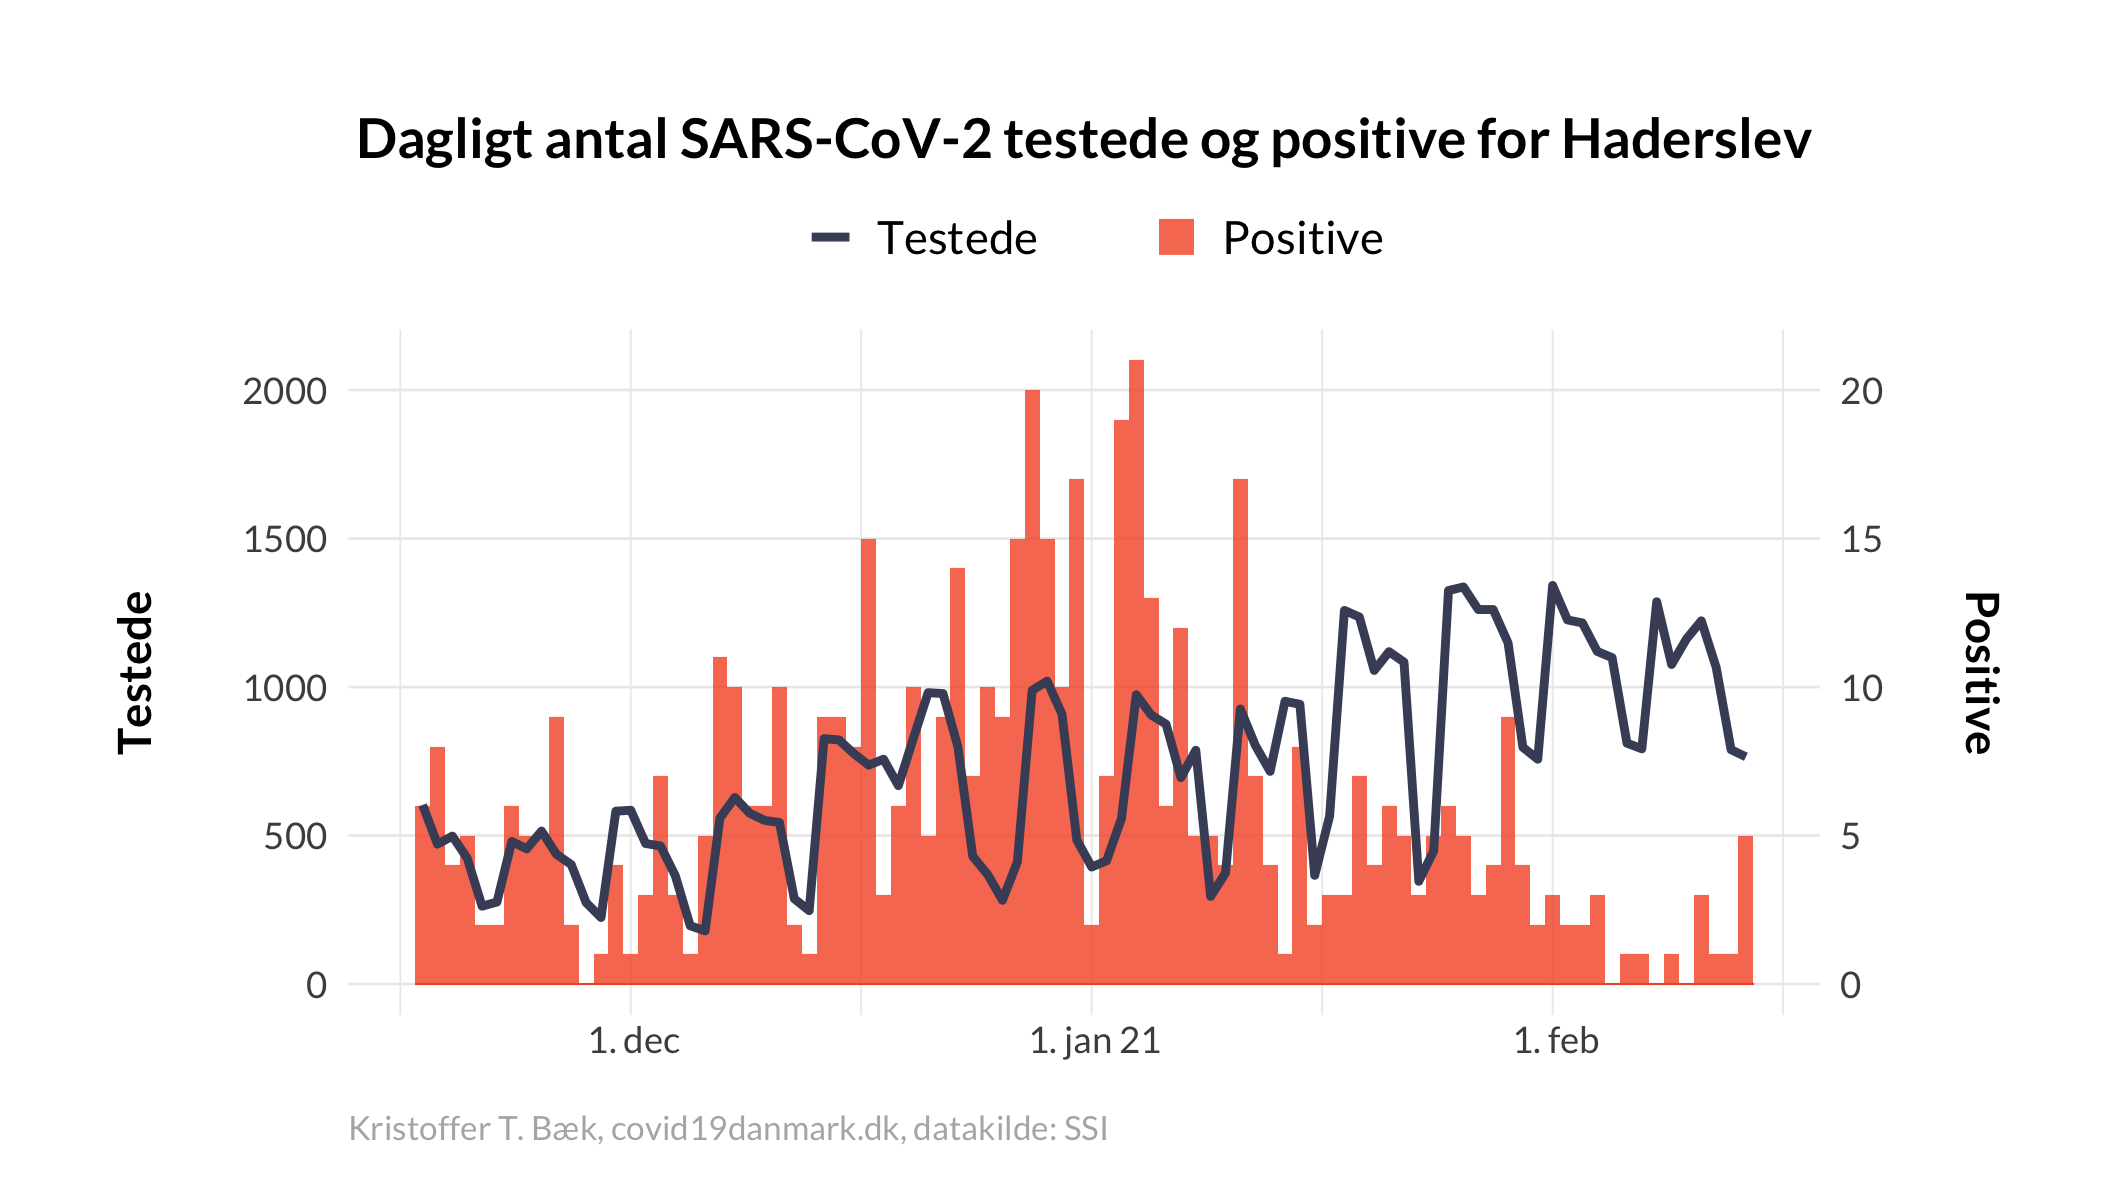 Dagligt antal SARS-CoV-2 testede og positive for Haderslev
Testede Positive
2000 20
1500 15
1000 10
500 5
0 0
Testede
Positive
1. dec 1. jan 21 1. feb
Kristoffer T. Bæk, covid19danmark.dk, datakilde: SSI